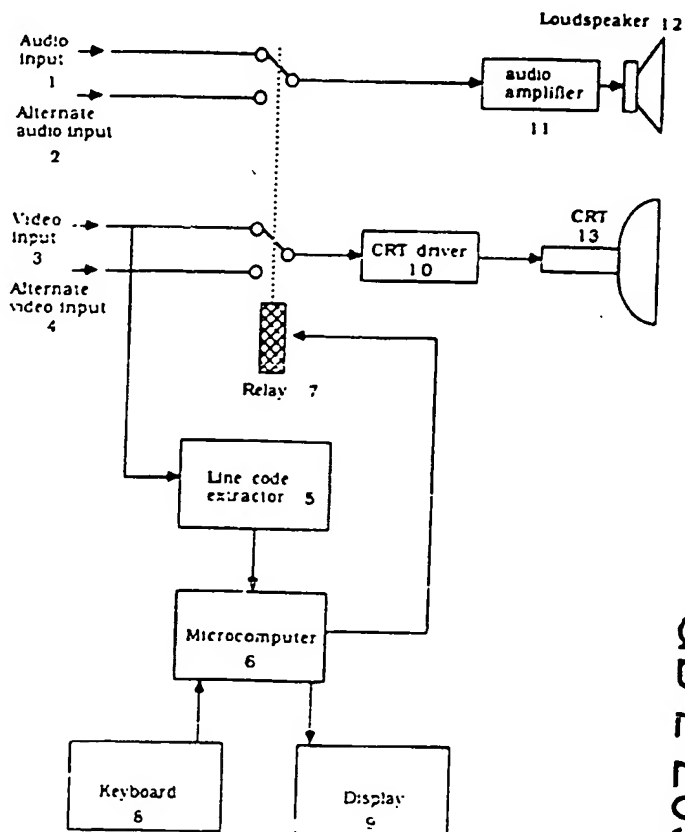 Loudspeaker 12
Audio
input
1
audio
amplifier
11
Alternate
audio input
2
Video
input
3
CRT
13
CRT driver
10
Alternate
video input
4
Relay 7
Line code
extractor 5
Microcomputer
6
Keyboard
8
Display
9